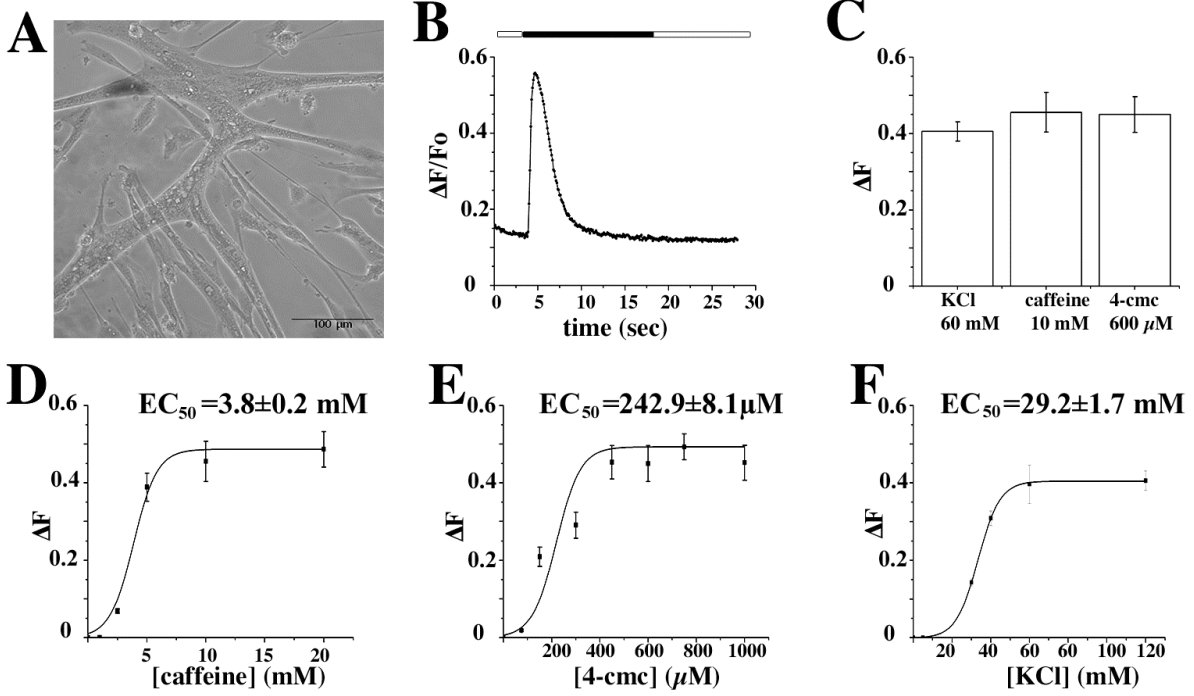 A
100 µm
B
0.6
0.4
0.2
0
ΔF/Fo
0 5 10 15 20 25 30
time (sec)
C
0.6
0.4
0.2
0
ΔF
KCl caffeine 4-cmc
60 mM 10 mM 600 µM
D
EC50=3.8±0.2 mM
0.6
0.4
0.2
0
ΔF
5 10 15 20
[caffeine] (mM)
E
EC50=242.9±8.1µM
0.6
0.4
0.2
0
ΔF
200 400 600 800 1000
[4-cmc] (µM)
F
EC50=29.2±1.7 mM
0.6
0.4
0.2
0
ΔF
20 40 60 60 100 120
[KCl] (mM)